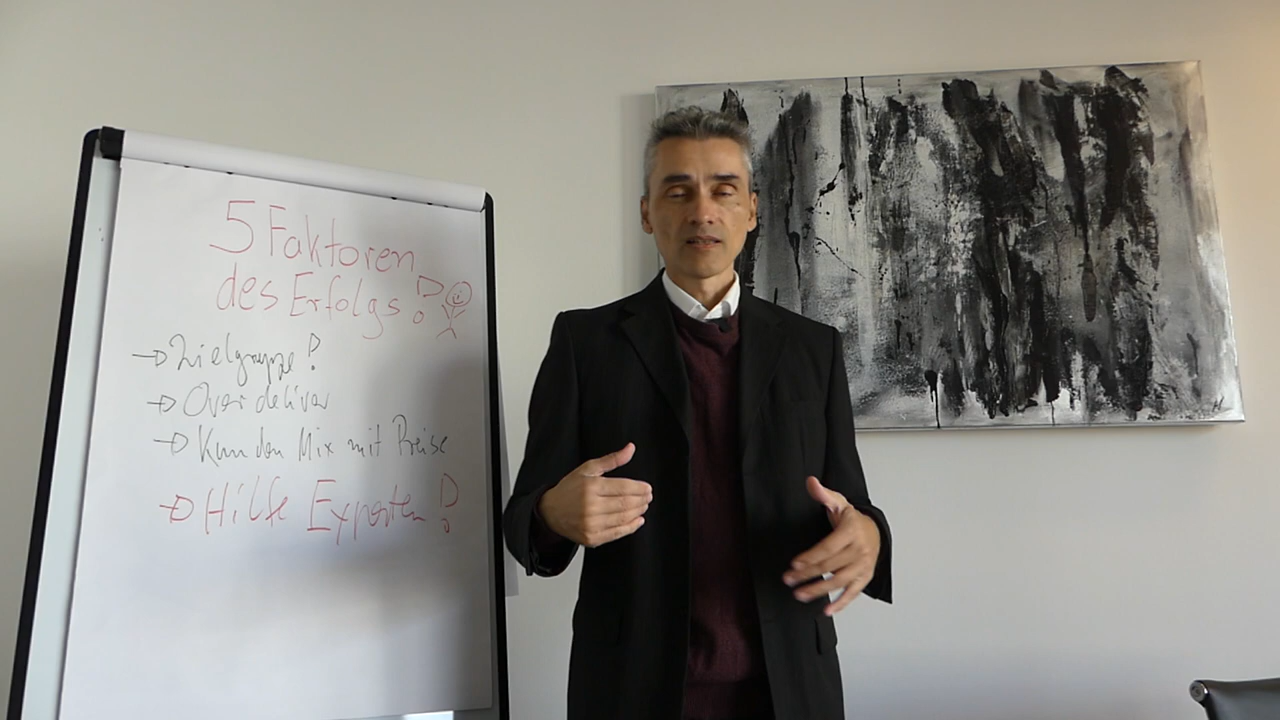 5 Faktoren
des Erfolgs!
→ Zielgruppe!
→ Over deliver
→ Kunden Mix mit Preise
→ Hilfe Experten!